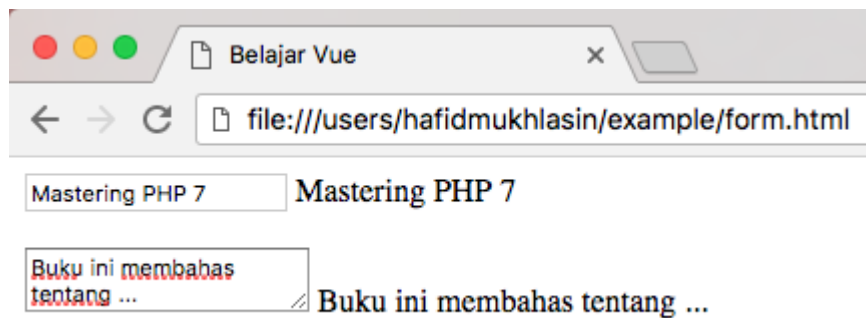 Belajar Vue
file:///users/hafidmukhlasin/example/form.html
Mastering PHP 7 Mastering PHP 7
Buku ini membahas
tentang ... Buku ini membahas tentang ...